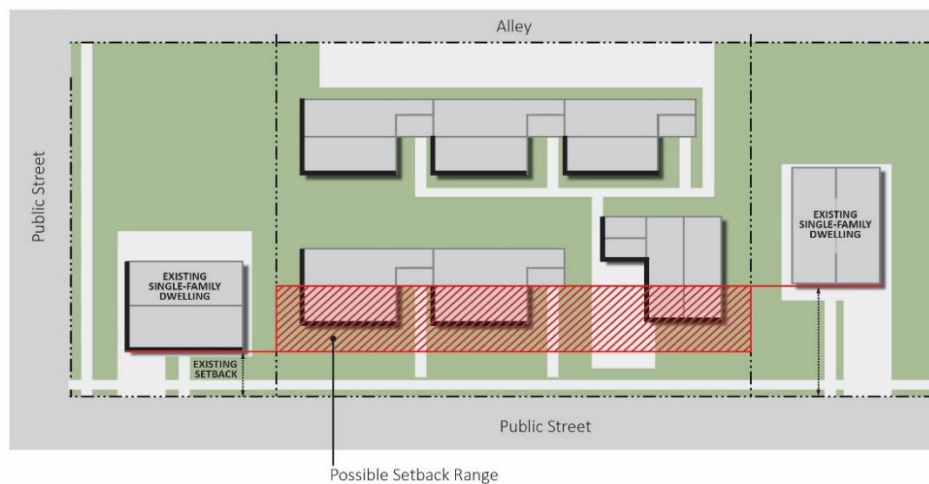 Alley
Public Street
EXISTING
SINGLE-FAMILY
DWELLING
EXISTING
SINGLE-FAMILY
DWELLING
EXISTING
SETBACK
Public Street
Possible Setback Range